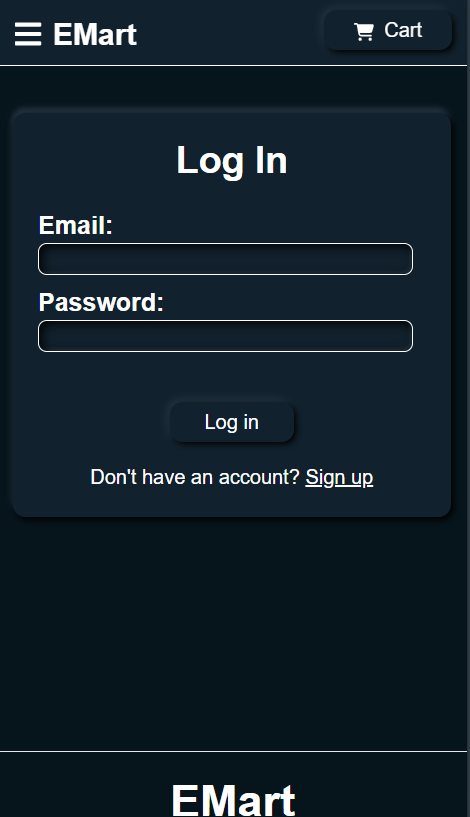 EMart
Cart
Log In
Email:
Password:
Log in
Don't have an account? Sign up
EMart